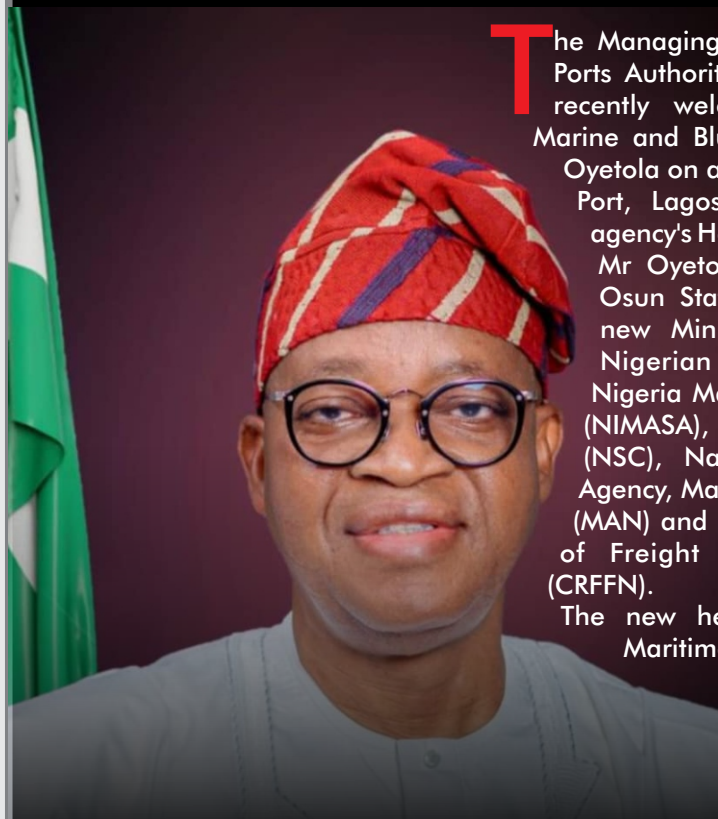 The Managing
Ports Authorit
recently wel
Marine and Bl
Oyetola on a
Port, Lagos
agency's H
Mr Oyeto
Osun Sta
new Min
Nigerian
Nigeria Ma
(NIMASA),
(NSC), Na
Agency, Ma
(MAN) and
of Freight
(CRFFN).
The new he
Maritim